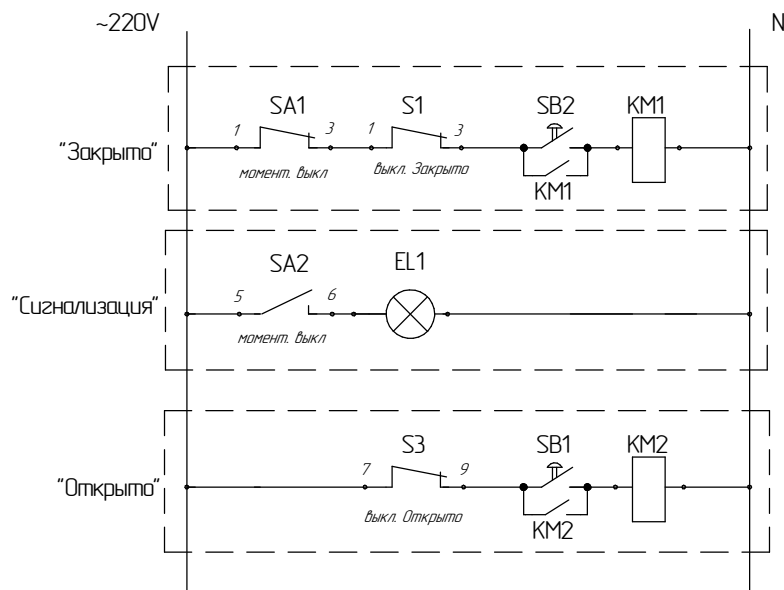 ~220V N
SA1 S1 SB2 KM1
1 3 1 3
"Закрыто"
момент. выкл выкл. Закрыто
KM1
SA2 EL1
5 6
"Сигнализация"
момент. выкл
S3 SB1 KM2
7 9
"Открыто"
выкл. Открыто
KM2